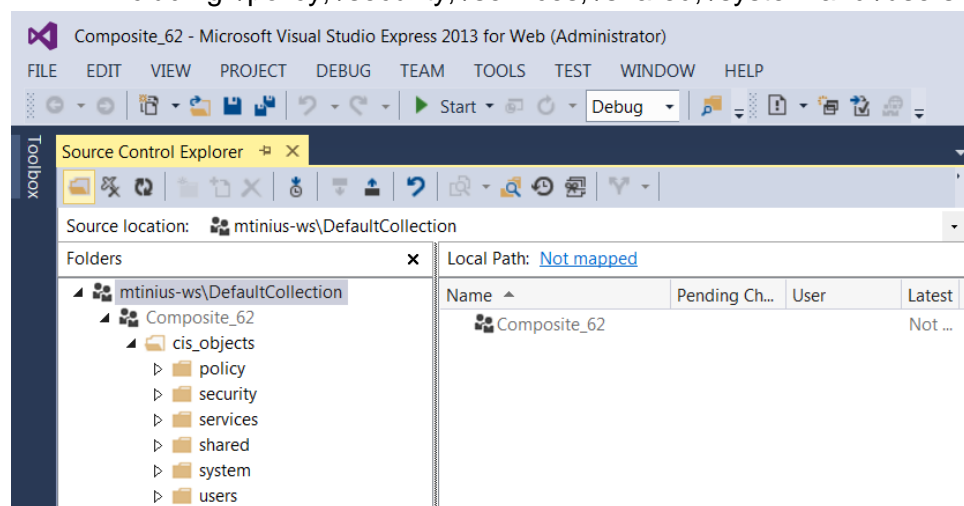 Composite_62 - Microsoft Visual Studio Express 2013 for Web (Administrator)
FILE EDIT VIEW PROJECT DEBUG TEAM TOOLS TEST WINDOW HELP
Start Debug
Toolbox
Source Control Explorer
Source location: mtinius-ws\DefaultCollection
Folders
Local Path: Not mapped
mtinius-ws\DefaultCollection
Name Pending Ch... User Latest
Composite_62
Composite_62 Not ...
cis_objects
policy
security
services
shared
system
users